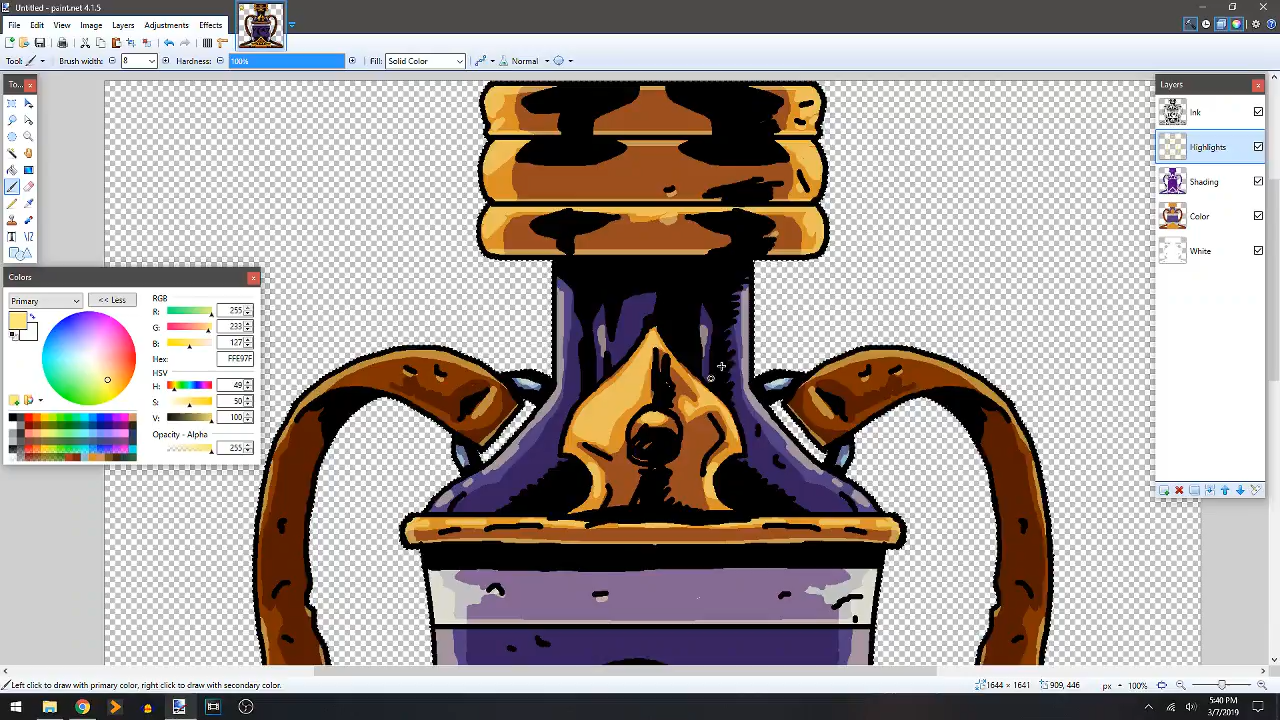 Untitled - paint.net 4.1.5
File Edit View Image Layers Adjustments Effects
Tool: Brush width: 8 Hardness: 100% Fill: Solid Color Normal
To...
Layers
Ink
Highlights
Shading
Color
White
Colors
Primary
<< Less
RGB
R: 255
G: 233
B: 127
Hex: FFE97F
HSV
H: 49
S: 50
V: 100
Opacity - Alpha
255
Left click to draw with primary color, right click to draw with secondary color.
1644 × 1641
909, 446
px
100%
5:40 PM
3/7/2019